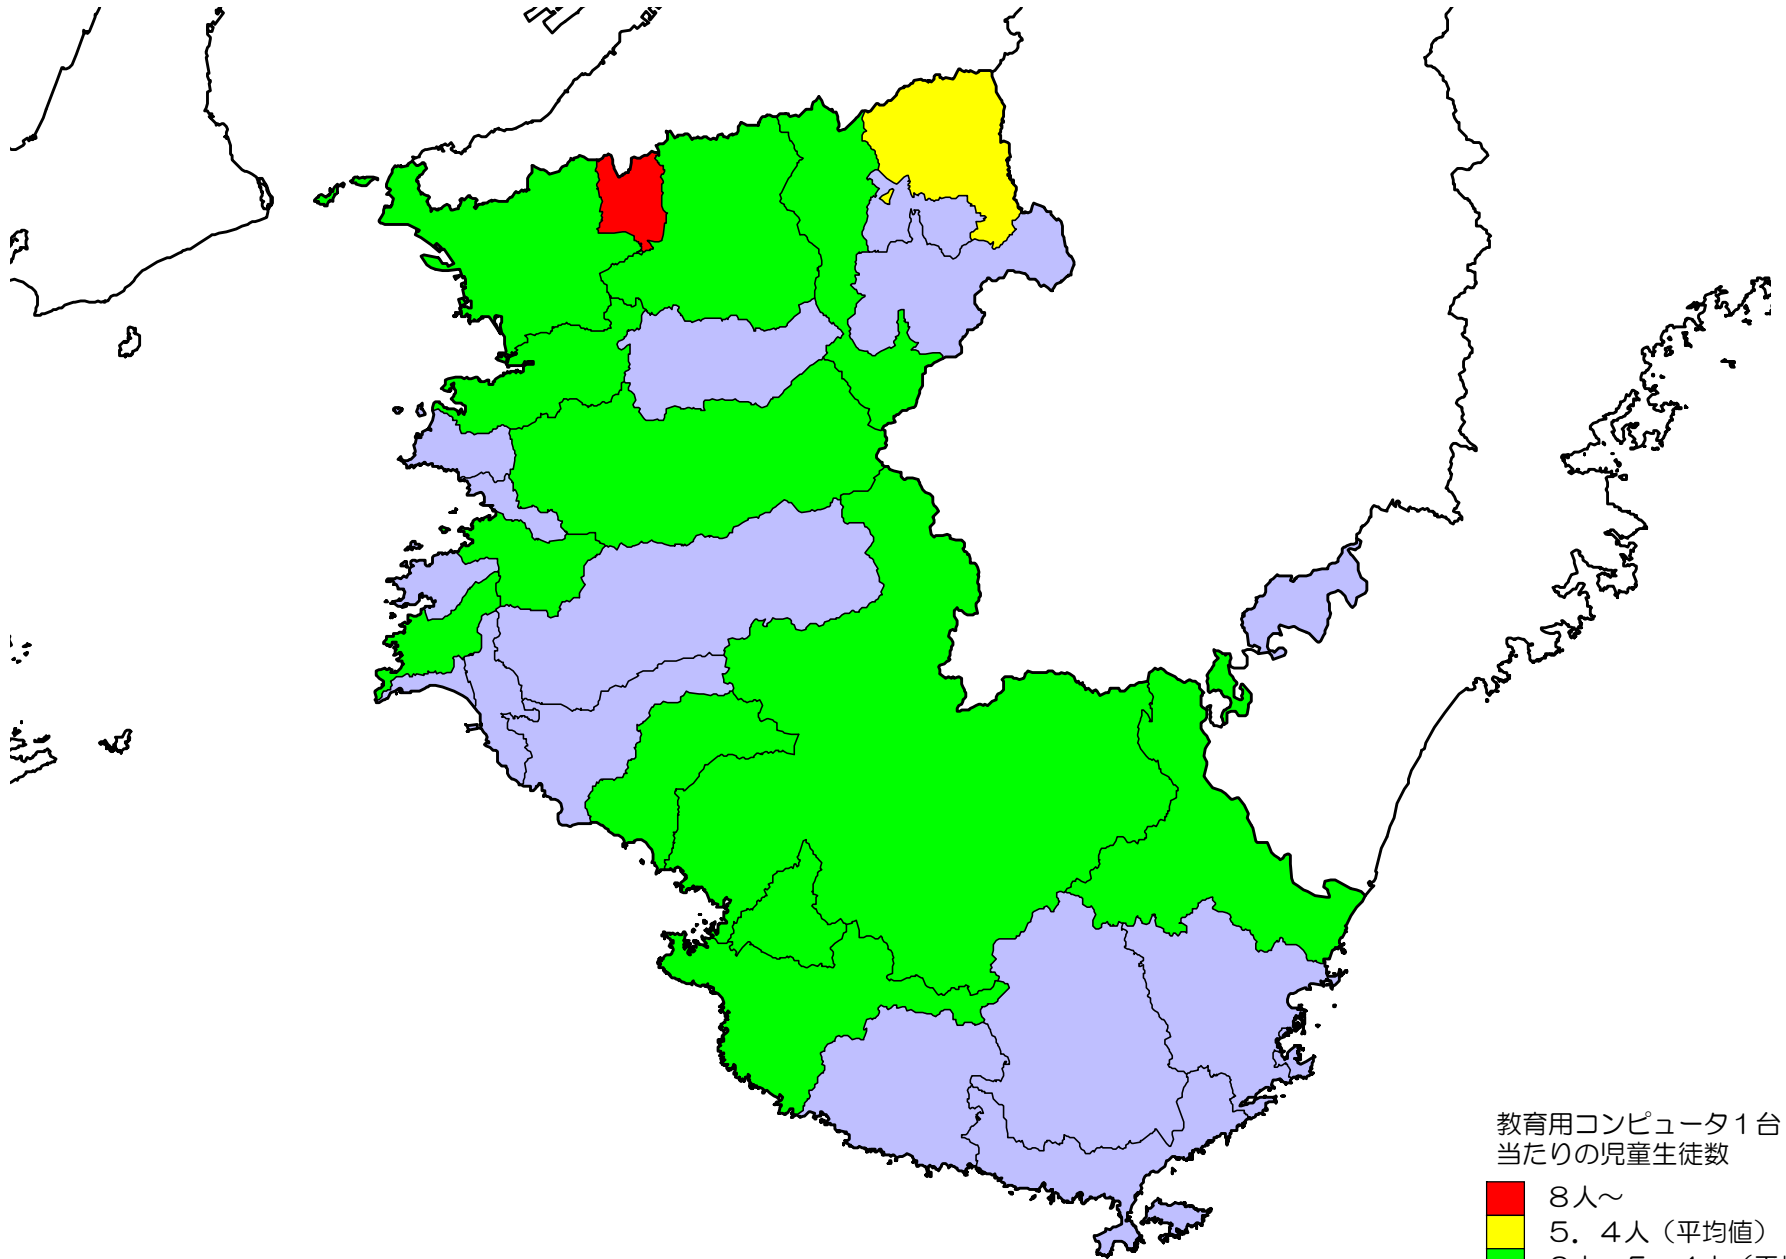 教育用コンピュータ１台
当たりの児童生徒数
８人～
５．４人（平均値）